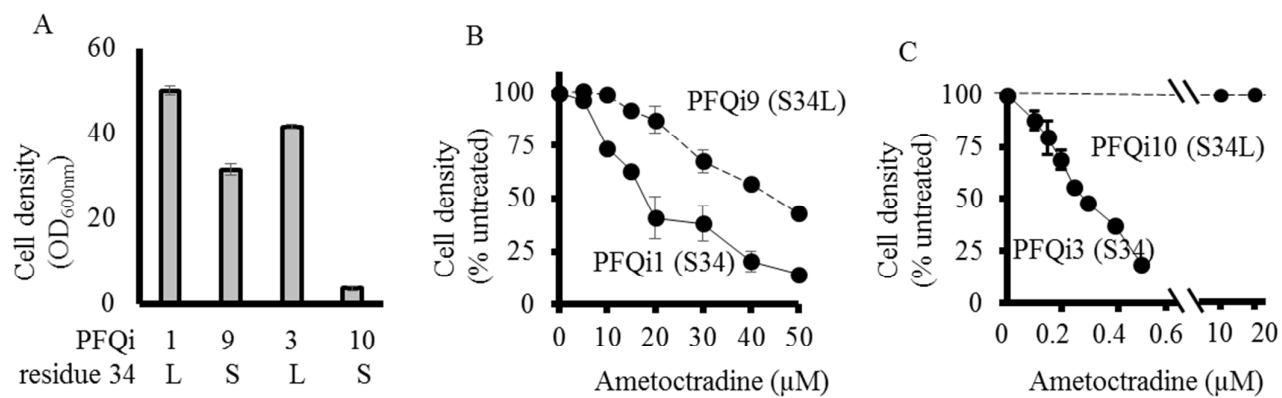 A
60
40
20
0
Cell density
(OD600nm)
PFQi 1 9 3 10
residue 34 L S L S
B
100
75
50
25
0
Cell density
(% untreated)
PFQi9 (S34L)
PFQi1 (S34)
0 10 20 30 40 50
Ametoctradine (µM)
C
100
75
50
25
0
Cell density
(% untreated)
PFQi10 (S34L)
PFQi3 (S34)
0 0.2 0.4 0.6 10 20
Ametoctradine (µM)